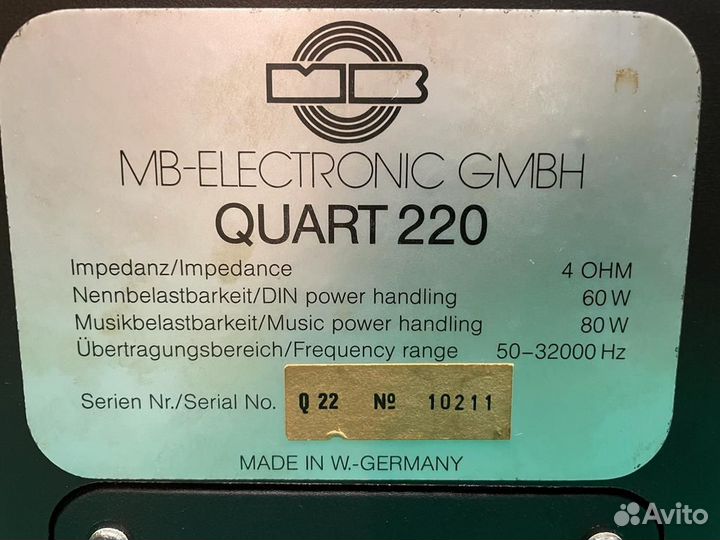 MB
MB-ELECTRONIC GMBH
QUART 220
Impedanz/Impedance 4 OHM
Nennbelastbarkeit/DIN power handling 60 W
Musikbelastbarkeit/Music power handling 80 W
Übertragungsbereich/Frequency range 50–32000 Hz
Serien Nr./Serial No. Q 22 № 10211
MADE IN W.-GERMANY
Avito